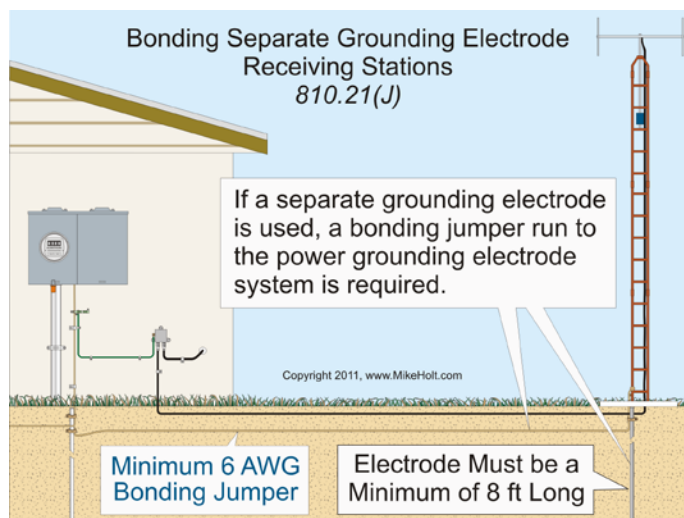 Bonding Separate Grounding Electrode
Receiving Stations
810.21(J)
If a separate grounding electrode
is used, a bonding jumper run to
the power grounding electrode
system is required.
Copyright 2011, www.MikeHolt.com
Minimum 6 AWG
Bonding Jumper
Electrode Must be a
Minimum of 8 ft Long